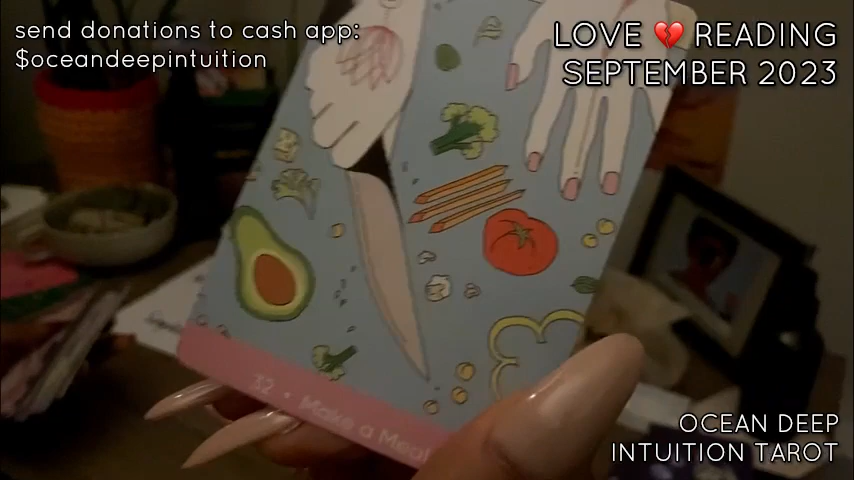 send donations to cash app:
$oceandeepintuition
LOVE 💔 READING
SEPTEMBER 2023
32 • Make a Meal
OCEAN DEEP
INTUITION TAROT